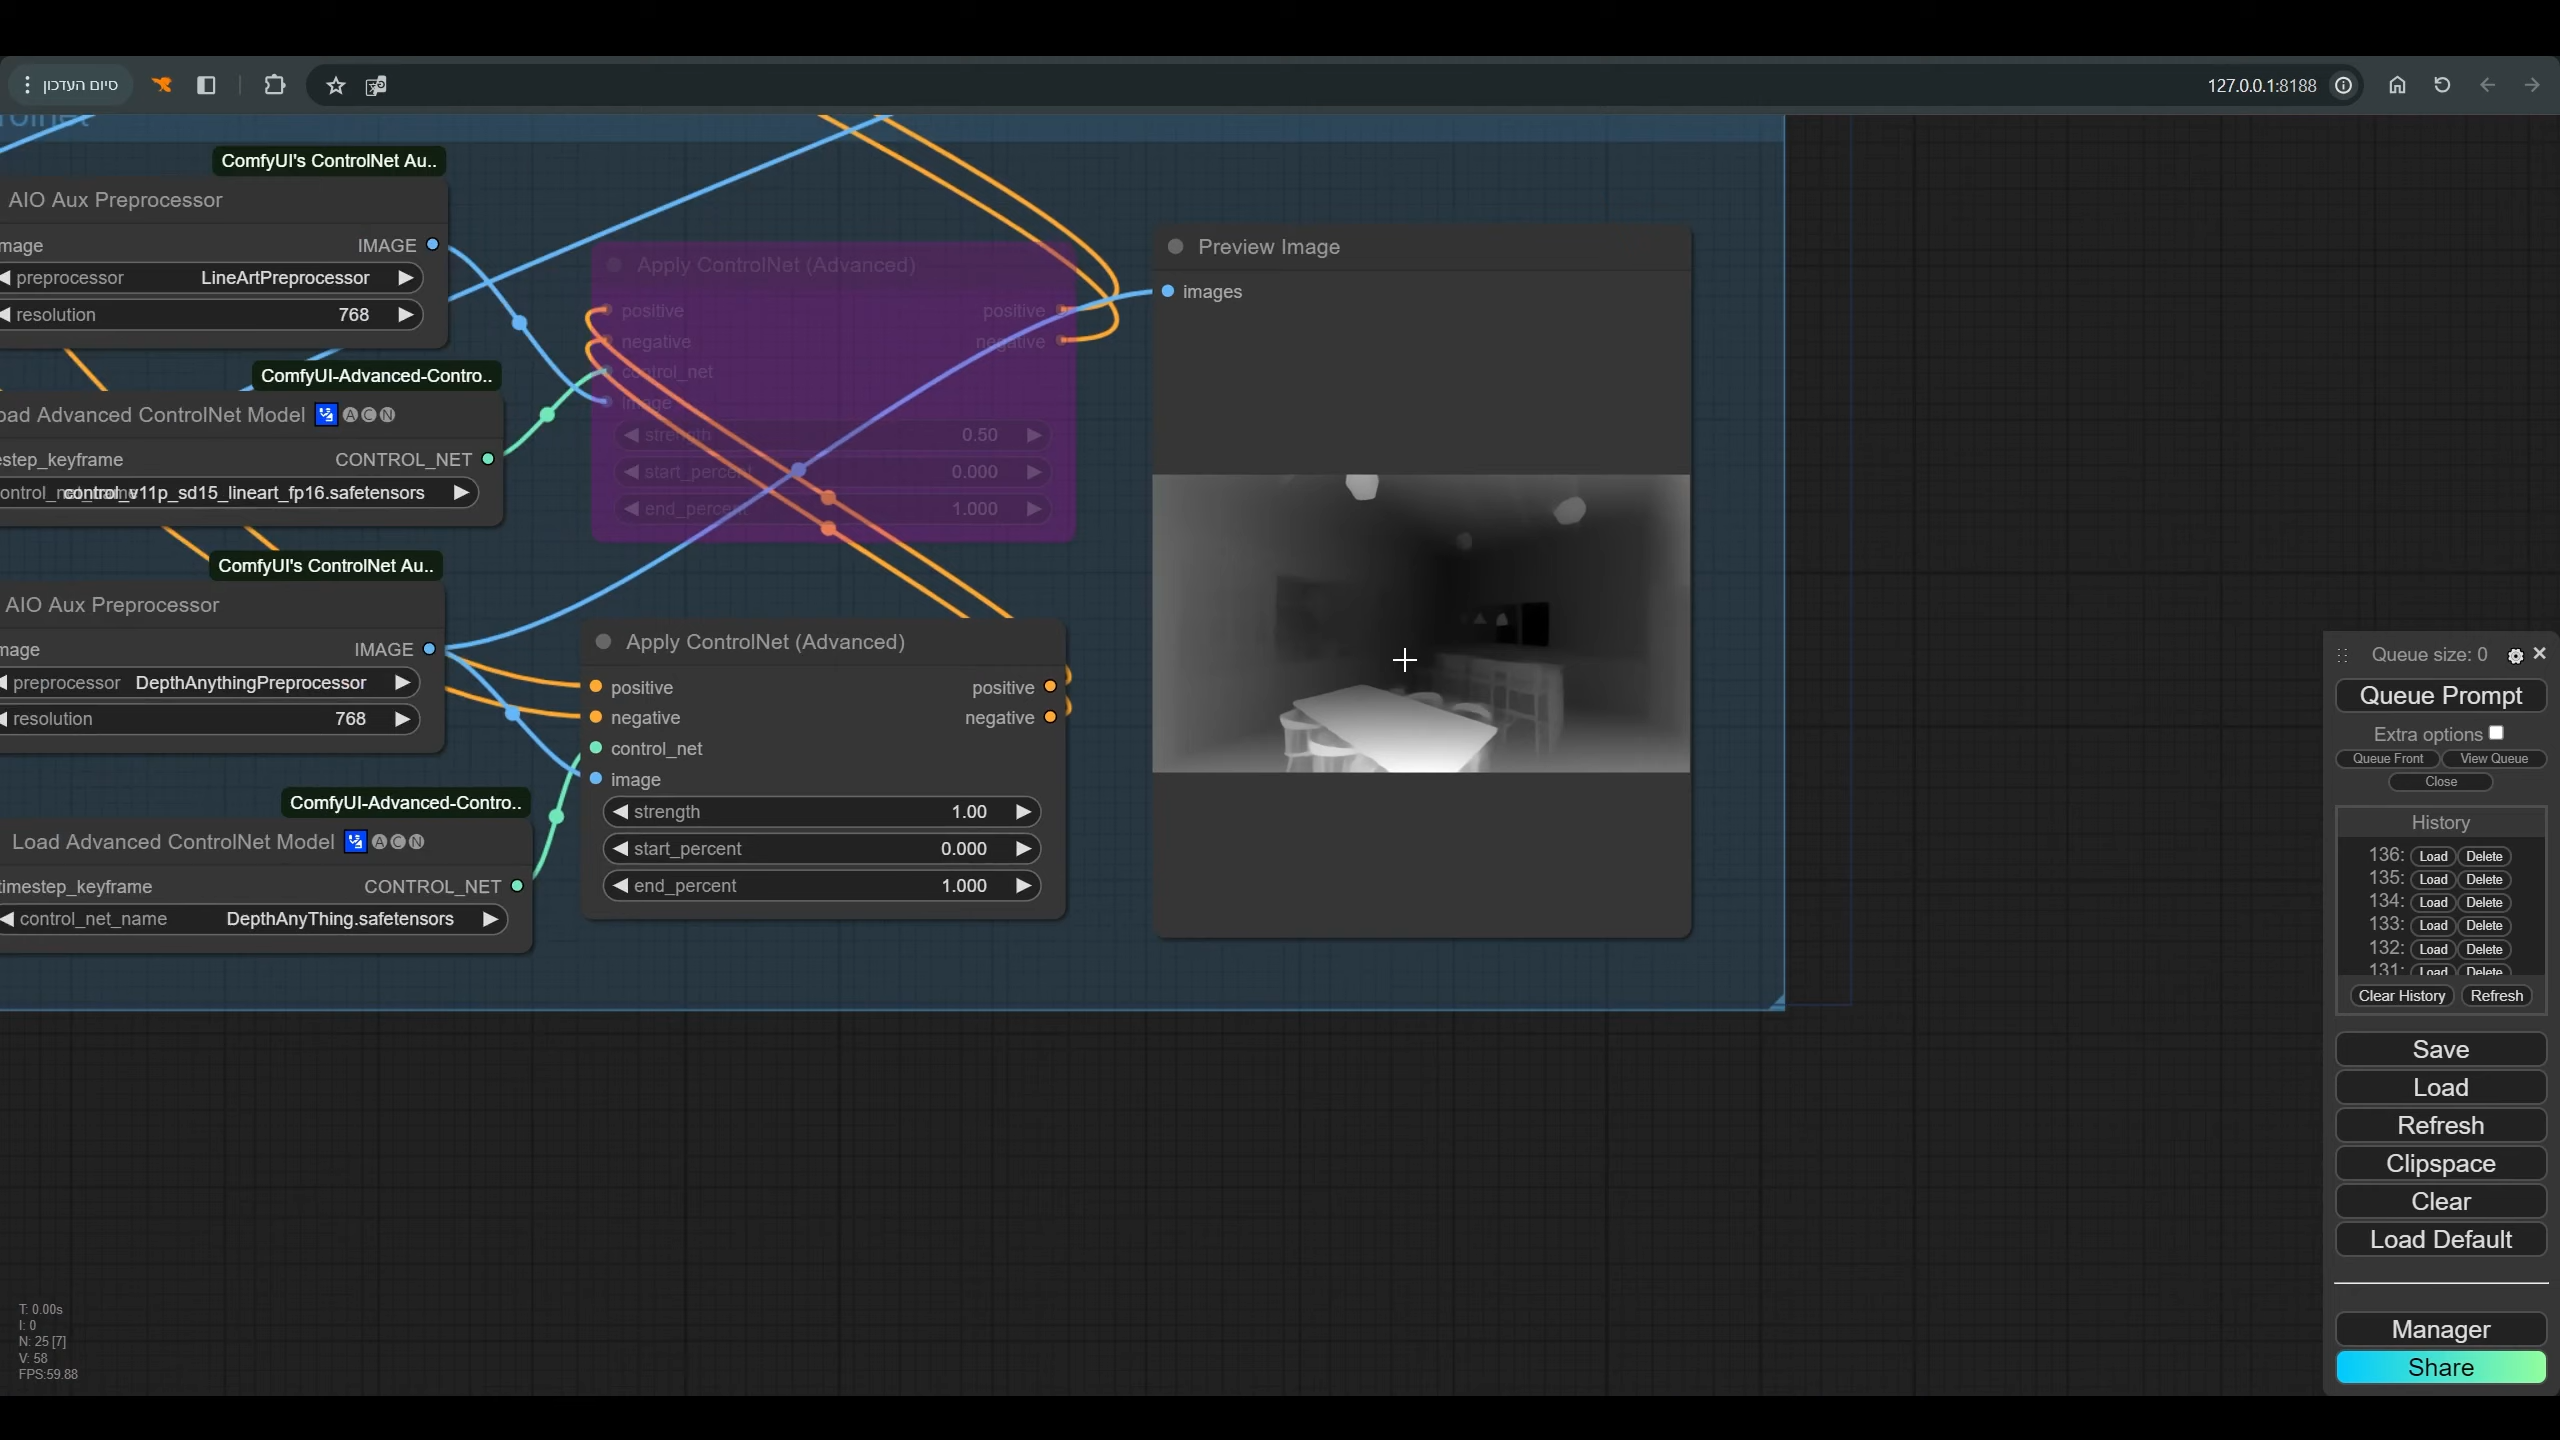 סיום העדכון
127.0.0.1:8188
ComfyUI's ControlNet Au..
AIO Aux Preprocessor
mage
IMAGE
preprocessor
LineArtPreprocessor
resolution
768
ComfyUI-Advanced-Contro..
oad Advanced ControlNet Model
A C N
estep_keyframe
CONTROL_NET
control_v11p_sd15_lineart_fp16.safetensors
ComfyUI's ControlNet Au..
AIO Aux Preprocessor
mage
IMAGE
preprocessor
DepthAnythingPreprocessor
resolution
768
ComfyUI-Advanced-Contro..
Load Advanced ControlNet Model
A C N
timestep_keyframe
CONTROL_NET
control_net_name
DepthAnyThing.safetensors
Apply ControlNet (Advanced)
positive
positive
negative
negative
control_net
image
strength
0.50
start_percent
0.000
end_percent
1.000
Apply ControlNet (Advanced)
positive
positive
negative
negative
control_net
image
strength
1.00
start_percent
0.000
end_percent
1.000
Preview Image
images
Queue size: 0
Queue Prompt
Extra options
Queue Front
View Queue
Close
History
136: Load Delete
135: Load Delete
134: Load Delete
133: Load Delete
132: Load Delete
131: Load Delete
Clear History
Refresh
Save
Load
Refresh
Clipspace
Clear
Load Default
Manager
Share
T: 0.00s
I: 0
N: 25 [7]
V: 58
FPS:59.88